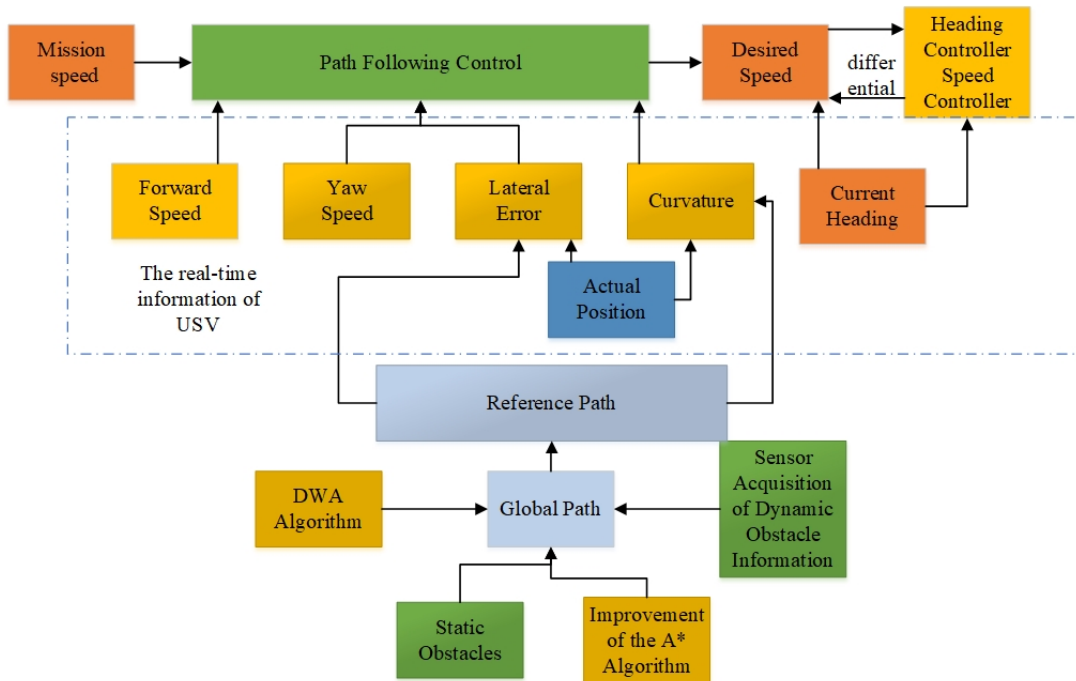 Mission
speed
Path Following Control
Desired
Speed
differ
ential
Heading
Controller
Speed
Controller
Forward
Speed
Yaw
Speed
Lateral
Error
Curvature
Current
Heading
The real-time
information of
USV
Actual
Position
Reference Path
DWA
Algorithm
Global Path
Sensor
Acquisition
of Dynamic
Obstacle
Information
Static
Obstacles
Improvement
of the A*
Algorithm